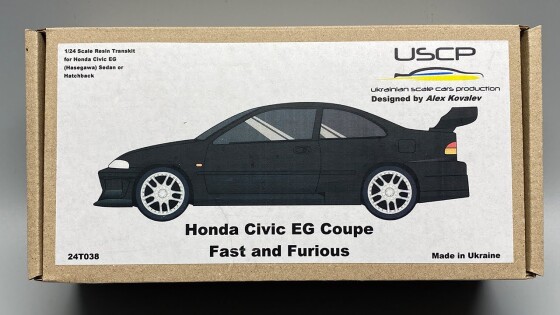 1/24 Scale Resin Transkit
for Honda Civic EG
(Hasegawa) Sedan or
Hatchback
USCP
Ukrainian scale cars production
Designed by Alex Kovalev
Honda Civic EG Coupe
Fast and Furious
24T038
Made in Ukraine